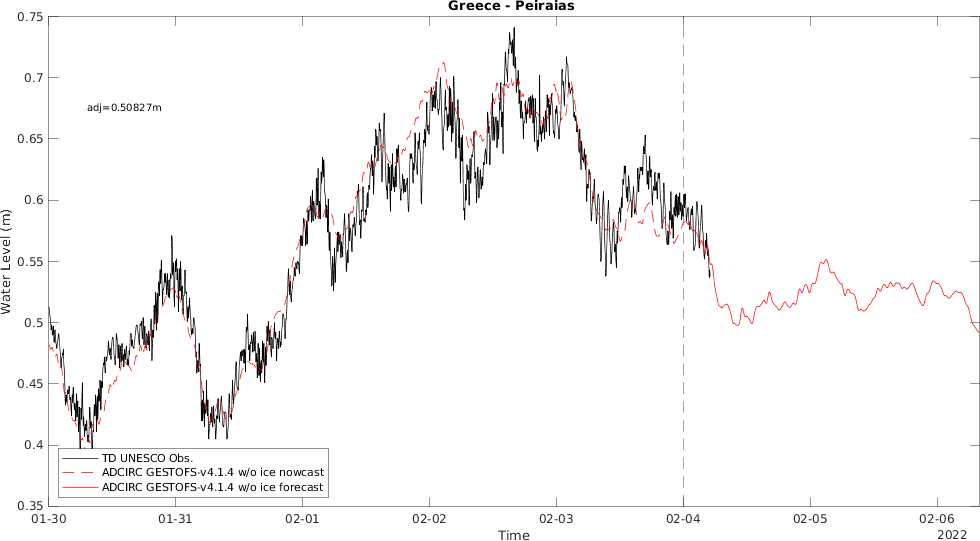 Greece - Peiraias
0.75
0.7
0.65
0.6
0.55
0.5
0.45
0.4
0.35
Water Level (m)
adj=0.50827m
TD UNESCO Obs.
ADCIRC GESTOFS-v4.1.4 w/o ice nowcast
ADCIRC GESTOFS-v4.1.4 w/o ice forecast
01-30 01-31 02-01 02-02 02-03 02-04 02-05 02-06
Time
2022